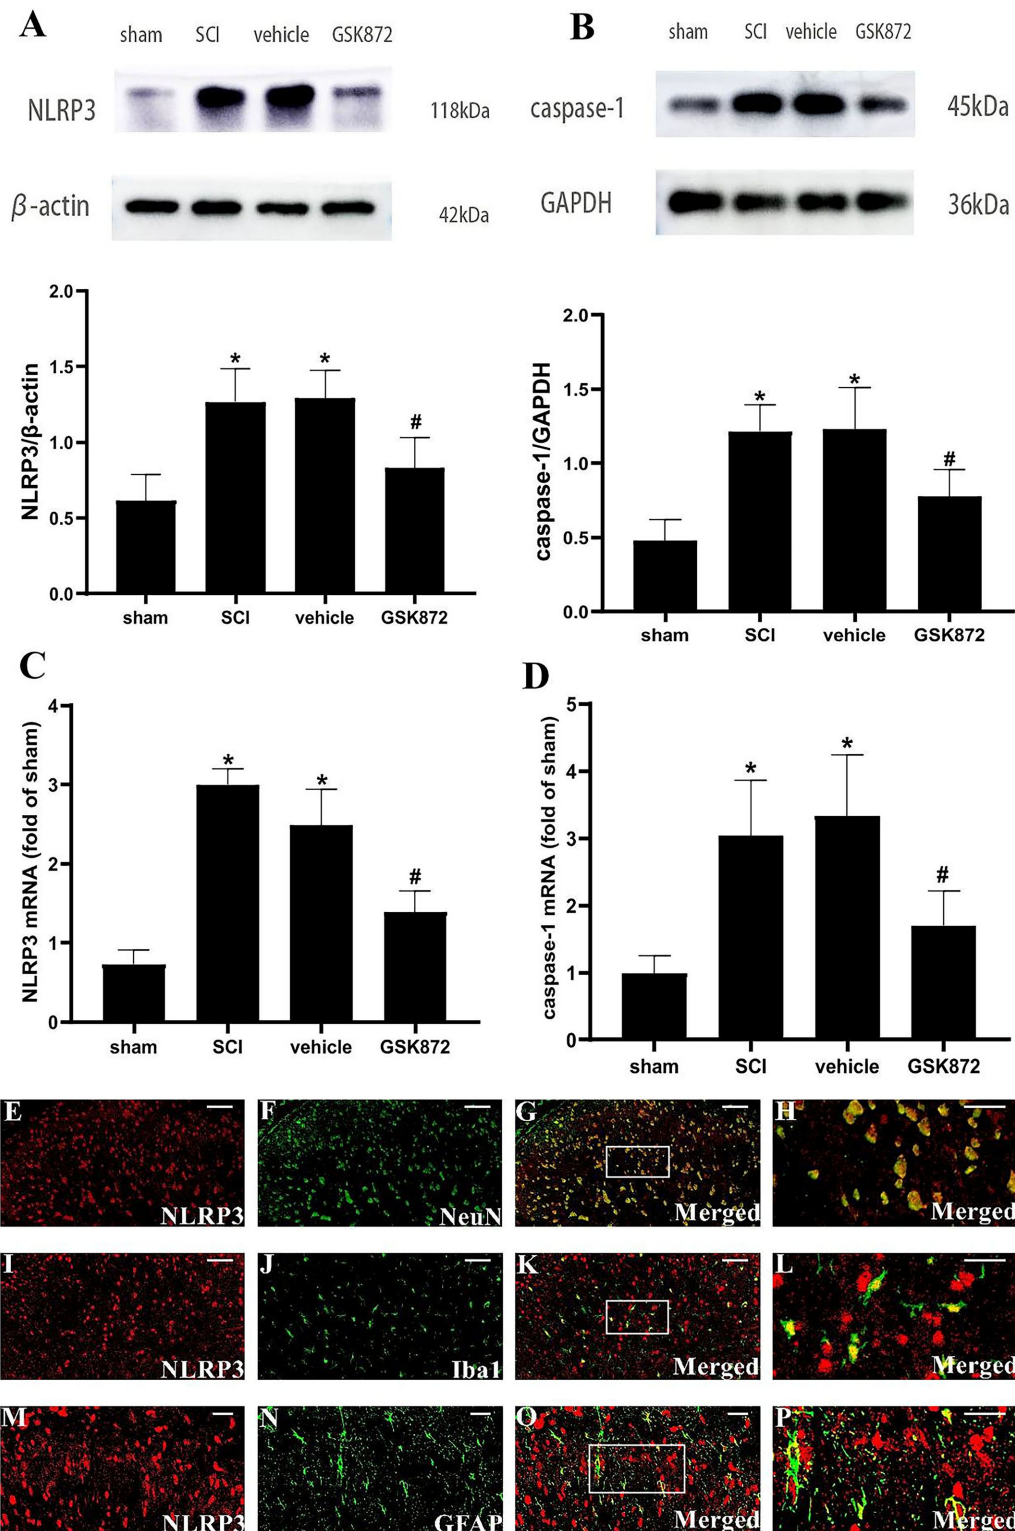 A
sham SCI vehicle GSK872
NLRP3
118kDa
β-actin
42kDa
B
sham SCI vehicle GSK872
caspase-1
45kDa
GAPDH
36kDa
NLRP3/β-actin
2.0
1.5
1.0
0.5
0.0
*
*
#
sham SCI vehicle GSK872
caspase-1/GAPDH
2.0
1.5
1.0
0.5
0.0
*
*
#
sham SCI vehicle GSK872
C
NLRP3 mRNA (fold of sham)
4
3
2
1
0
*
*
#
sham SCI vehicle GSK872
D
caspase-1 mRNA (fold of sham)
5
4
3
2
1
0
*
*
#
sham SCI vehicle GSK872
E
NLRP3
F
NeuN
G
Merged
H
Merged
I
NLRP3
J
Iba1
K
Merged
L
Merged
M
NLRP3
N
GFAP
O
Merged
P
Merged